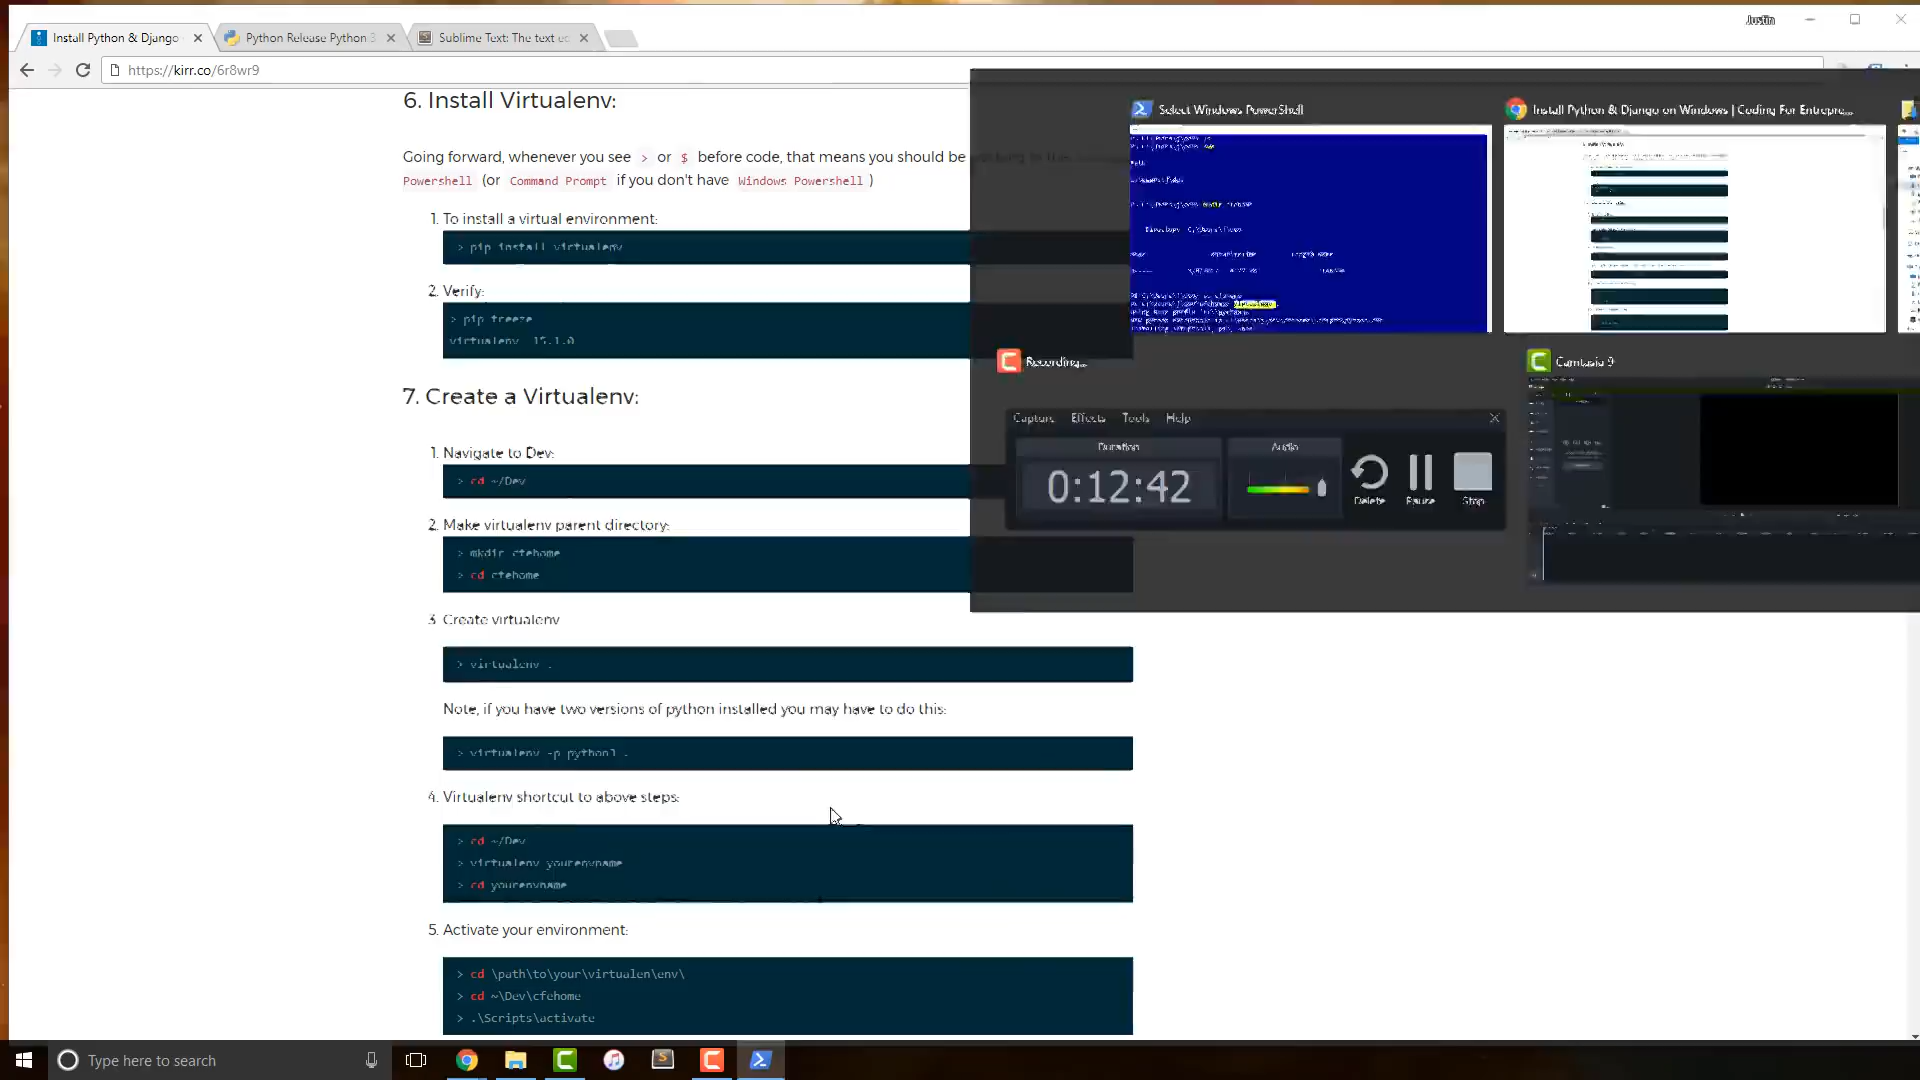 Justin
Install Python & Django
Python Release Python 3
Sublime Text: The text ed
https://kirr.co/6r8wr9
6. Install Virtualenv:
Going forward, whenever you see > or $ before code, that means you should be
Powershell (or Command Prompt if you don't have Windows Powershell )
1. To install a virtual environment:
> pip install virtualenv
2. Verify:
> pip freeze
virtualenv 15.1.0
7. Create a Virtualenv:
1. Navigate to Dev:
> cd ~/Dev
2. Make virtualenv parent directory:
> mkdir cfehome
> cd cfehome
3. Create virtualenv
> virtualenv .
Note, if you have two versions of python installed you may have to do this:
> virtualenv -p python3 .
4. Virtualenv shortcut to above steps:
> cd ~/Dev
> virtualenv yourenvname
> cd yourenvname
5. Activate your environment:
> cd \path\to\your\virtualen\env\
> cd ~\Dev\cfehome
> .\Scripts\activate
Select Windows PowerShell
Install Python & Django on Windows | Coding For Entrepre...
Recording...
Camtasia 9
Capture Effects Tools Help
Duration
Audio
0:12:42
Delete Pause Stop
Type here to search